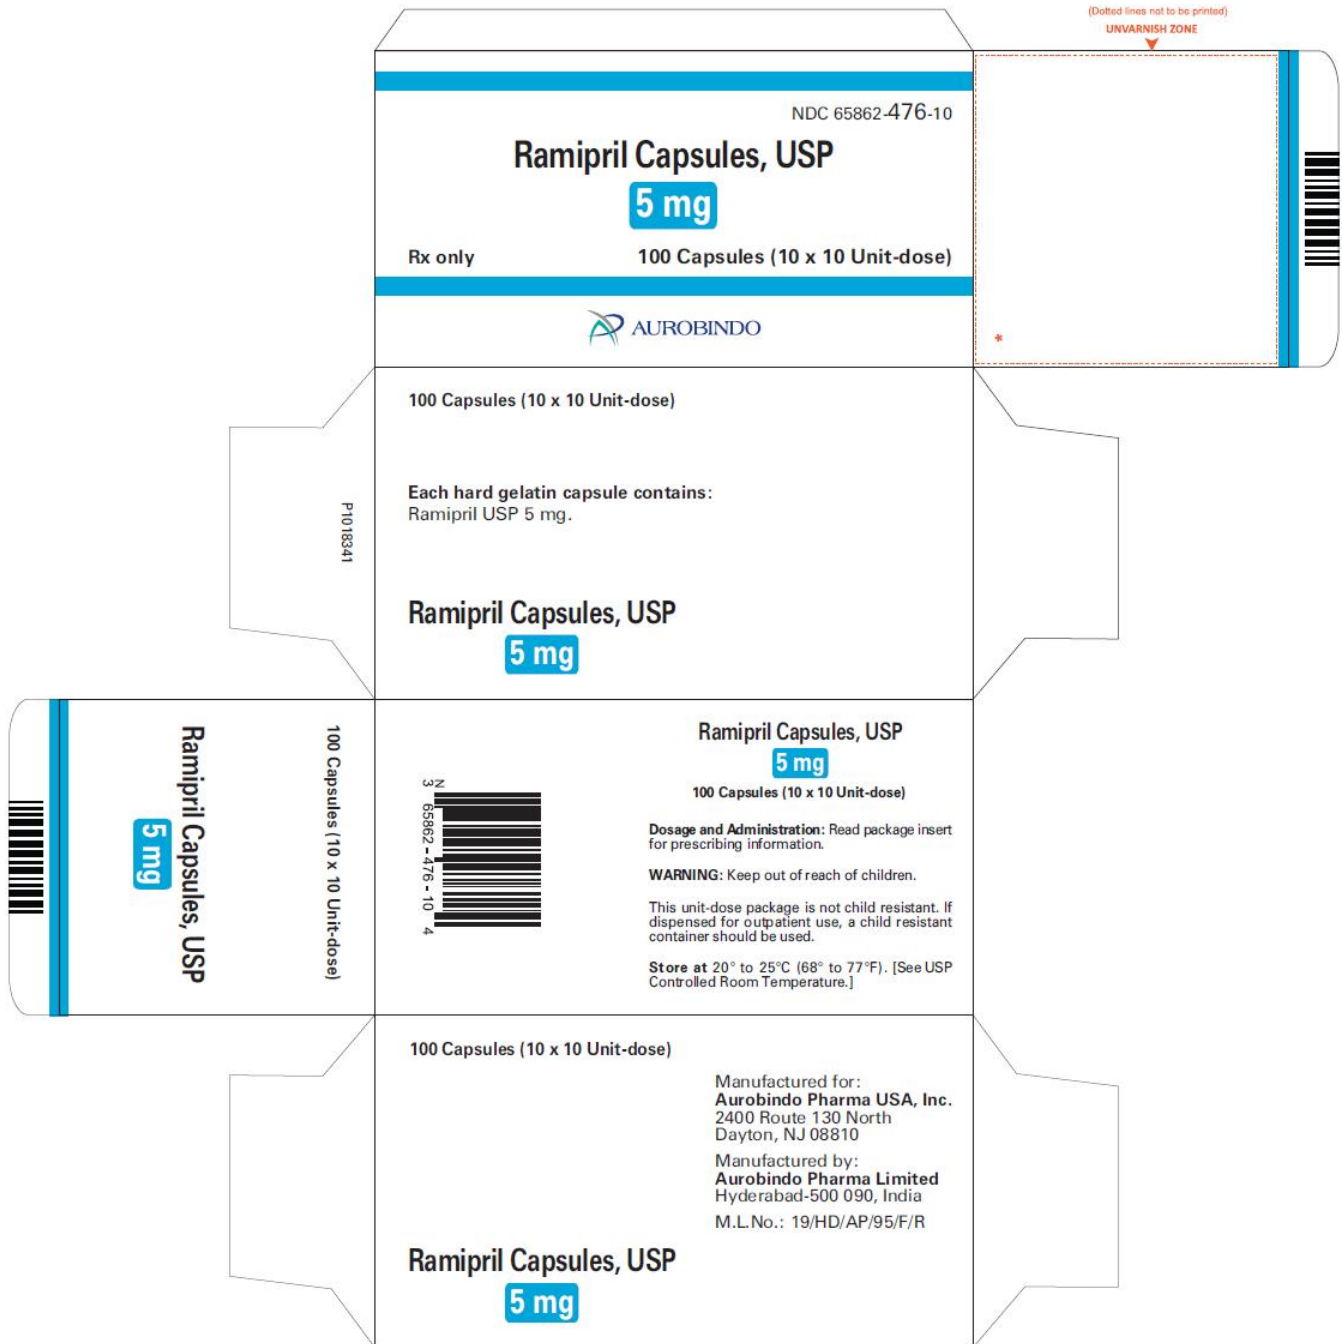 (Dotted lines not to be printed)
UNVARNISH ZONE
NDC 65862-476-10
Ramipril Capsules, USP
5 mg
Rx only
100 Capsules (10 x 10 Unit-dose)
AUROBINDO
*
100 Capsules (10 x 10 Unit-dose)
Each hard gelatin capsule contains:
Ramipril USP 5 mg.
P1018341
Ramipril Capsules, USP
5 mg
100 Capsules (10 x 10 Unit-dose)
Ramipril Capsules, USP
5 mg
N
3 65862-476-10 4
Ramipril Capsules, USP
5 mg
100 Capsules (10 x 10 Unit-dose)
Dosage and Administration: Read package insert
for prescribing information.
WARNING: Keep out of reach of children.
This unit-dose package is not child resistant. If
dispensed for outpatient use, a child resistant
container should be used.
Store at 20° to 25°C (68° to 77°F). [See USP
Controlled Room Temperature.]
100 Capsules (10 x 10 Unit-dose)
Manufactured for:
Aurobindo Pharma USA, Inc.
2400 Route 130 North
Dayton, NJ 08810
Manufactured by:
Aurobindo Pharma Limited
Hyderabad-500 090, India
M.L.No.: 19/HD/AP/95/F/R
Ramipril Capsules, USP
5 mg